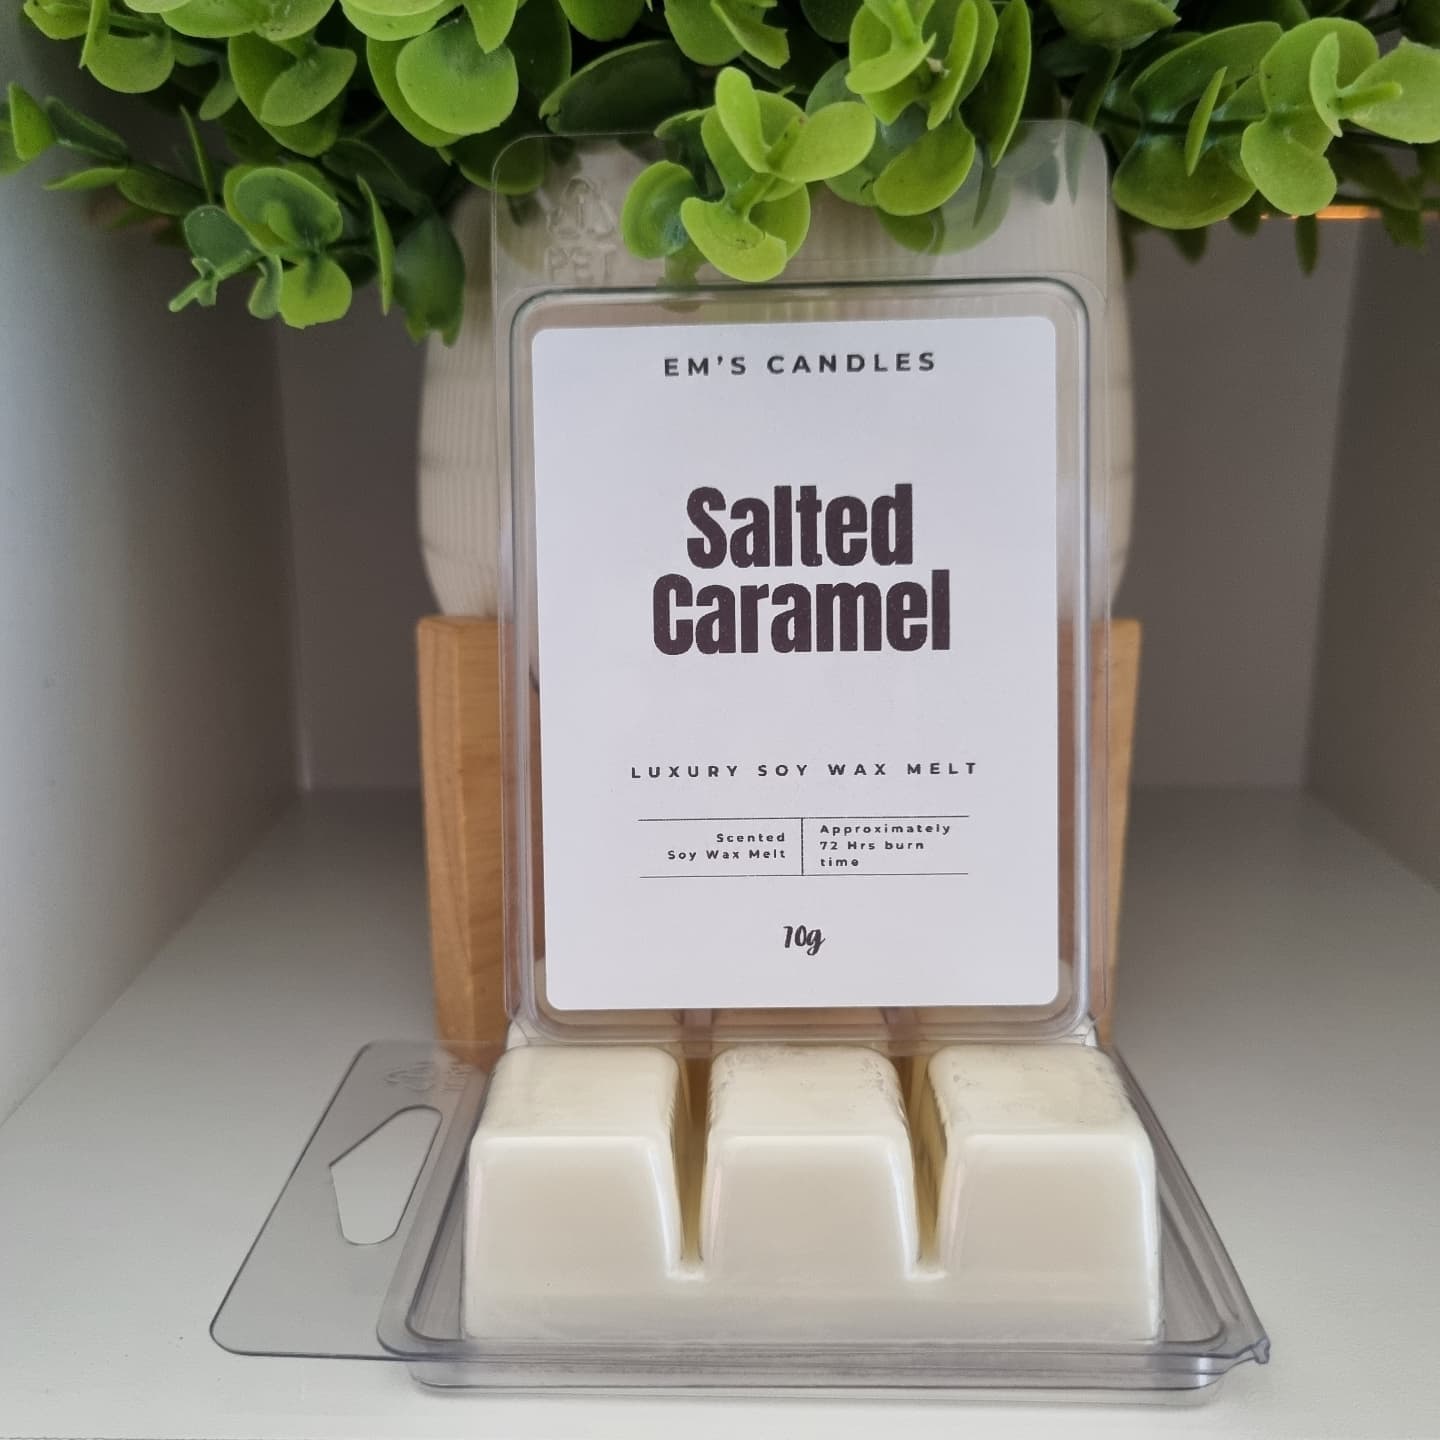 PET
EM'S CANDLES
Salted
Caramel
LUXURY SOY WAX MELT
Scented
Soy Wax Melt
Approximately
72 Hrs burn
time
70g